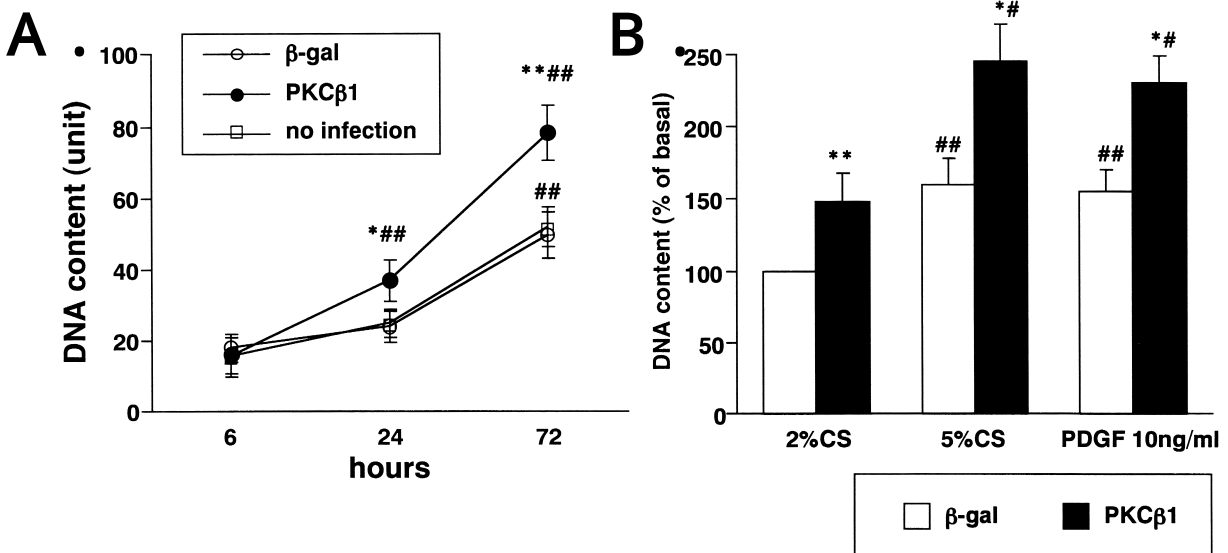 A
100
80
60
40
20
0
DNA content (unit)
β-gal
PKCβ1
no infection
**##
##
*##
6 24 72
hours
B
250
200
150
100
50
0
DNA content (% of basal)
**
##
*#
##
*#
2%CS 5%CS PDGF 10ng/ml
β-gal PKCβ1